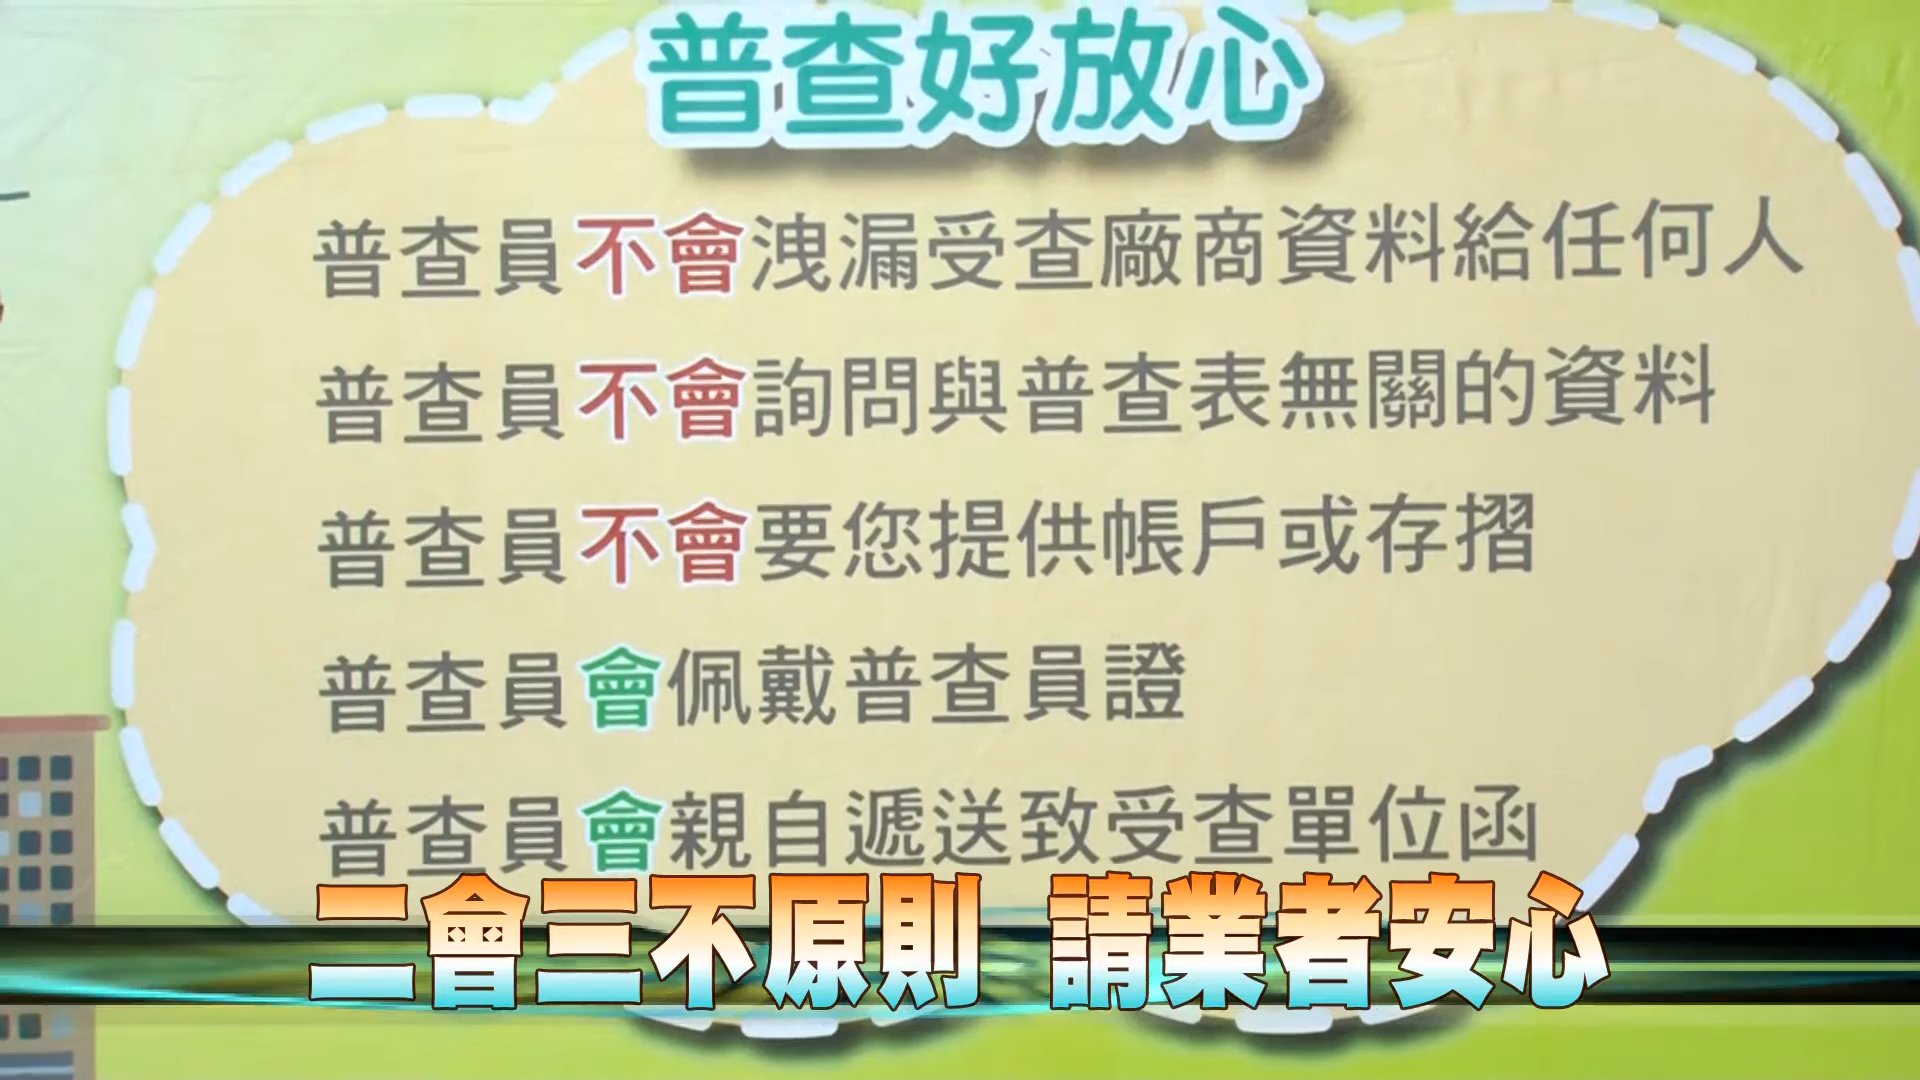 普查好放心
普查員不會洩漏受查廠商資料給任何人
普查員不會詢問與普查表無關的資料
普查員不會要您提供帳戶或存摺
普查員會佩戴普查員證
普查員會親自遞送致受查單位函
二會三不原則 請業者安心